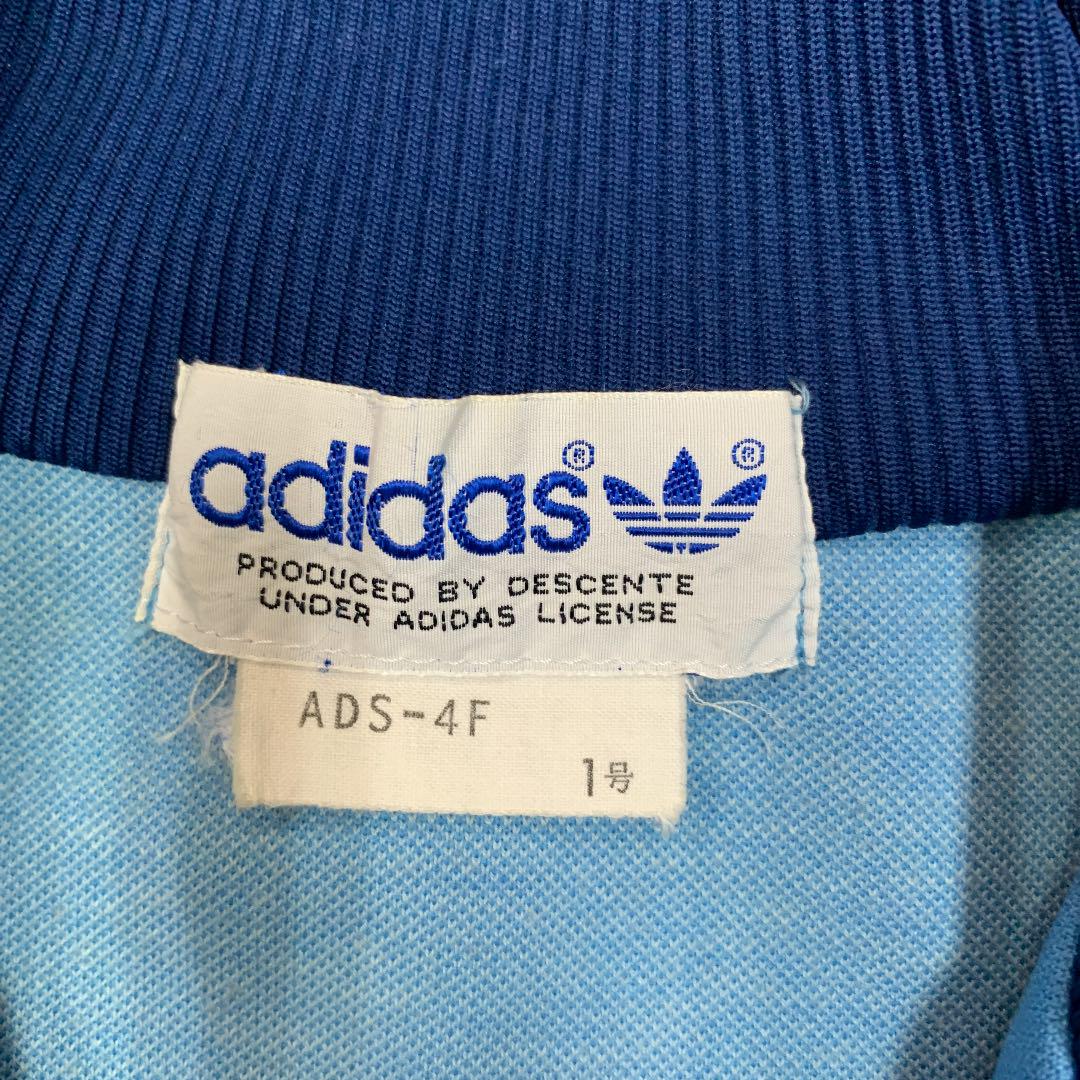 adidas® ®
PRODUCED BY DESCENTE
UNDER ADIDAS LICENSE
ADS-4F
1号